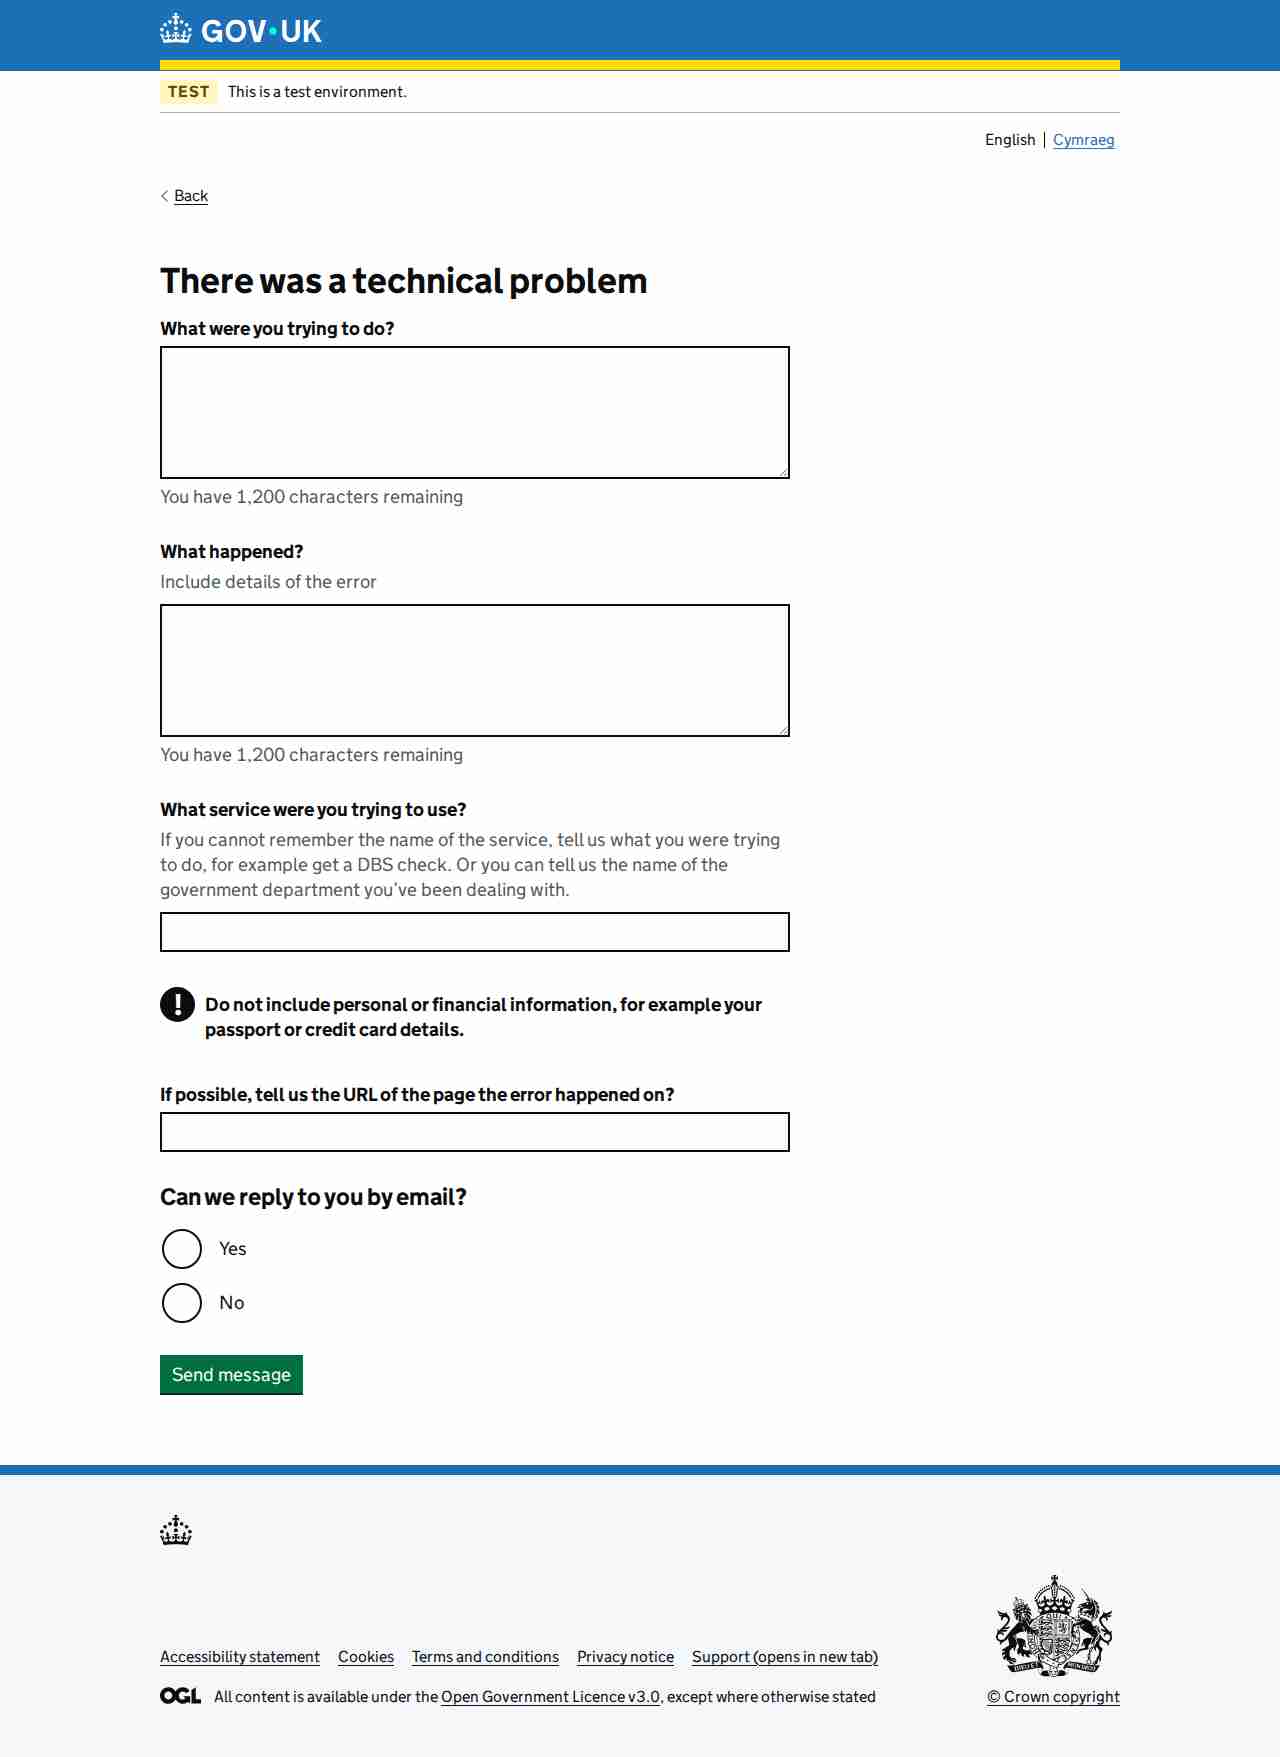 GOV·UK
TEST This is a test environment.
English | Cymraeg
Back
There was a technical problem
What were you trying to do?
You have 1,200 characters remaining
What happened?
Include details of the error
You have 1,200 characters remaining
What service were you trying to use?
If you cannot remember the name of the service, tell us what you were trying
to do, for example get a DBS check. Or you can tell us the name of the
government department you’ve been dealing with.
! Do not include personal or financial information, for example your
passport or credit card details.
If possible, tell us the URL of the page the error happened on?
Can we reply to you by email?
Yes
No
Send message
Accessibility statement Cookies Terms and conditions Privacy notice Support (opens in new tab)
OGL All content is available under the Open Government Licence v3.0, except where otherwise stated
© Crown copyright